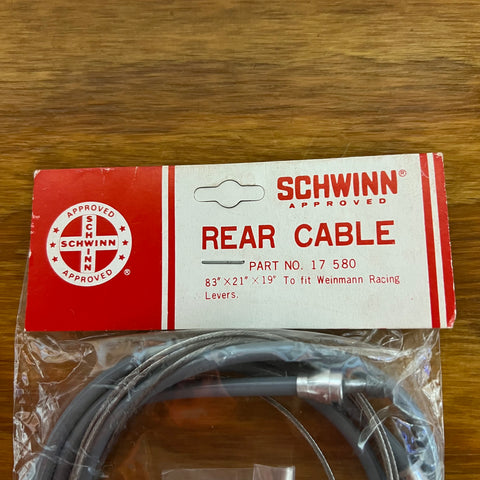 APPROVED
SCHWINN
SCHWINN
APPROVED
®
SCHWINN®
APPROVED
REAR CABLE
PART NO. 17 580
83"×21"×19" To fit Weinmann Racing
Levers.